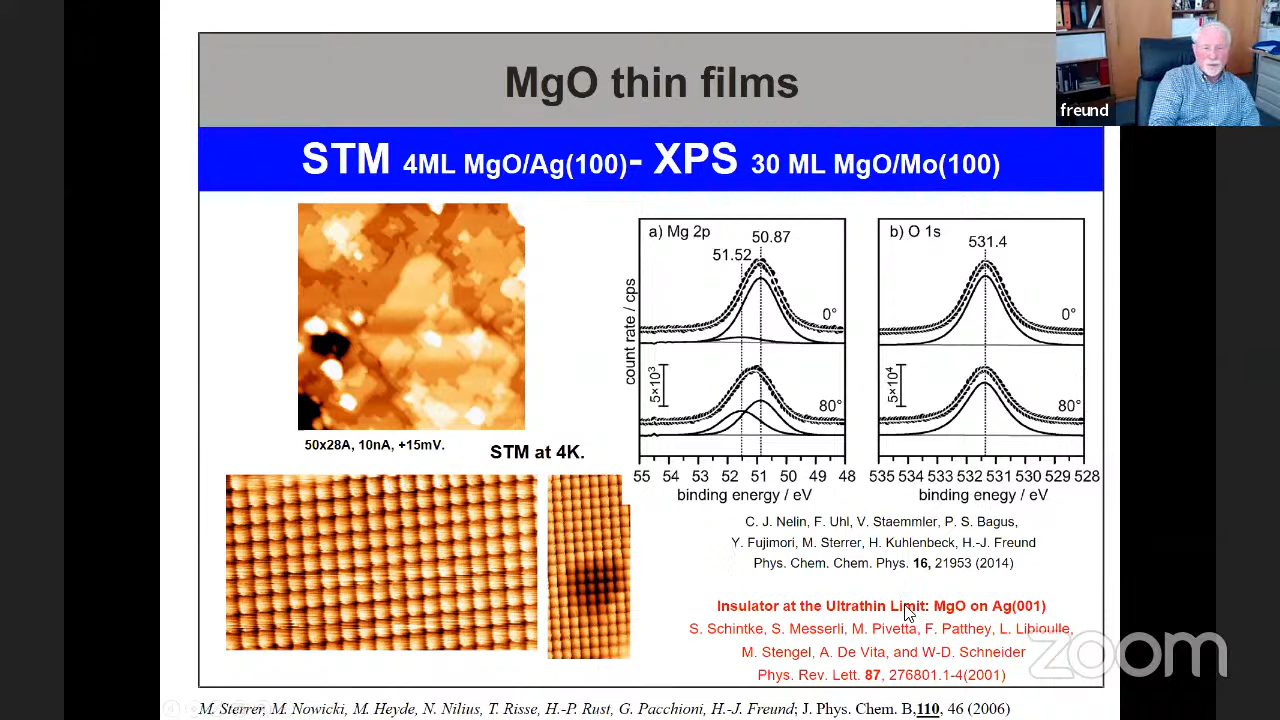 freund
MgO thin films
STM 4ML MgO/Ag(100)- XPS 30 ML MgO/Mo(100)
50x28A, 10nA, +15mV.
STM at 4K.
a) Mg 2p
50.87
51.52
0°
80°
5×10³
count rate / cps
55 54 53 52 51 50 49 48
binding energy / eV
b) O 1s
531.4
0°
80°
5×10⁴
535 534 533 532 531 530 529 528
binding enegy / eV
C. J. Nelin, F. Uhl, V. Staemmler, P. S. Bagus,
Y. Fujimori, M. Sterrer, H. Kuhlenbeck, H.-J. Freund
Phys. Chem. Chem. Phys. 16, 21953 (2014)
Insulator at the Ultrathin Limit: MgO on Ag(001)
S. Schintke, S. Messerli, M. Pivetta, F. Patthey, L. Libioulle,
M. Stengel, A. De Vita, and W-D. Schneider
Phys. Rev. Lett. 87, 276801.1-4(2001)
zoom
M. Sterrer, M. Nowicki, M. Heyde, N. Nilius, T. Risse, H.-P. Rust, G. Pacchioni, H.-J. Freund; J. Phys. Chem. B,110, 46 (2006)